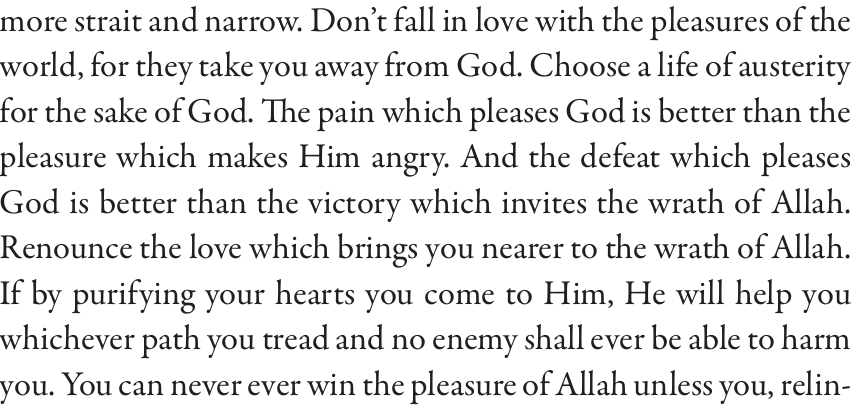 more strait and narrow. Don’t fall in love with the pleasures of the
world, for they take you away from God. Choose a life of austerity
for the sake of God. The pain which pleases God is better than the
pleasure which makes Him angry. And the defeat which pleases
God is better than the victory which invites the wrath of Allah.
Renounce the love which brings you nearer to the wrath of Allah.
If by purifying your hearts you come to Him, He will help you
whichever path you tread and no enemy shall ever be able to harm
you. You can never ever win the pleasure of Allah unless you, relin-